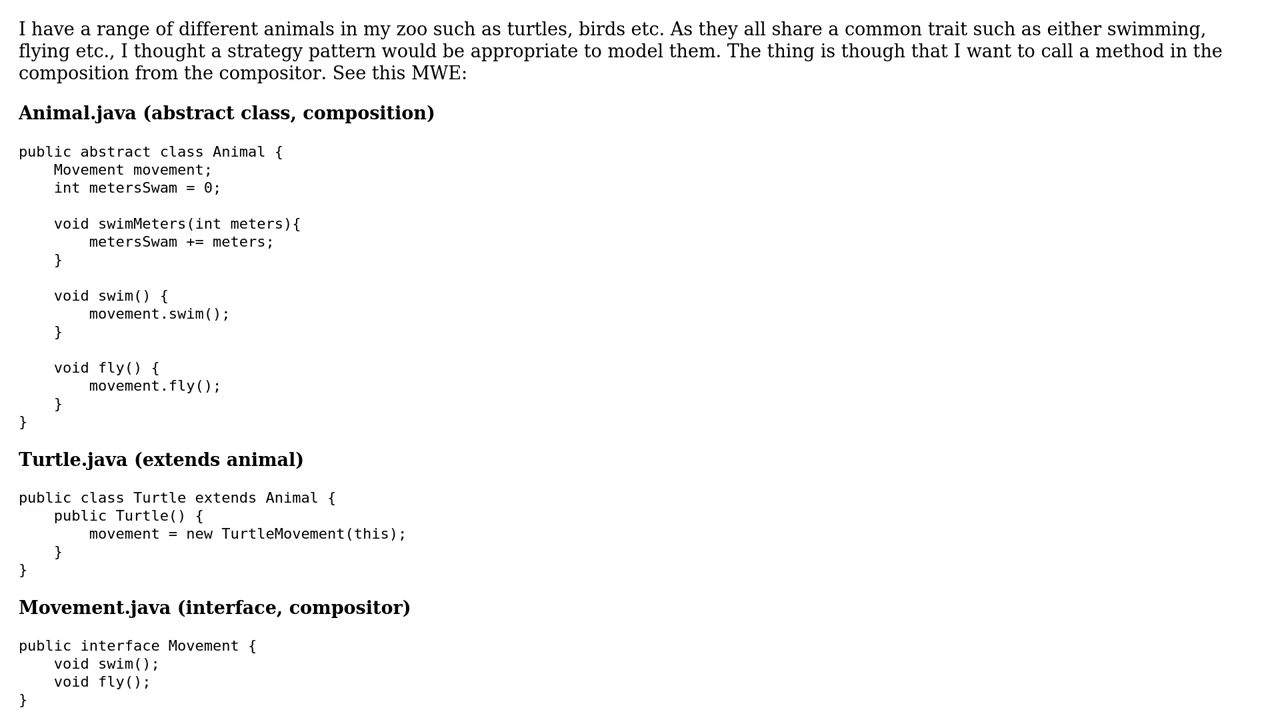 I have a range of different animals in my zoo such as turtles, birds etc. As they all share a common trait such as either swimming,
flying etc., I thought a strategy pattern would be appropriate to model them. The thing is though that I want to call a method in the
composition from the compositor. See this MWE:
Animal.java (abstract class, composition)
public abstract class Animal {
    Movement movement;
    int metersSwam = 0;

    void swimMeters(int meters){
        metersSwam += meters;
    }

    void swim() {
        movement.swim();
    }

    void fly() {
        movement.fly();
    }
}
Turtle.java (extends animal)
public class Turtle extends Animal {
    public Turtle() {
        movement = new TurtleMovement(this);
    }
}
Movement.java (interface, compositor)
public interface Movement {
    void swim();
    void fly();
}